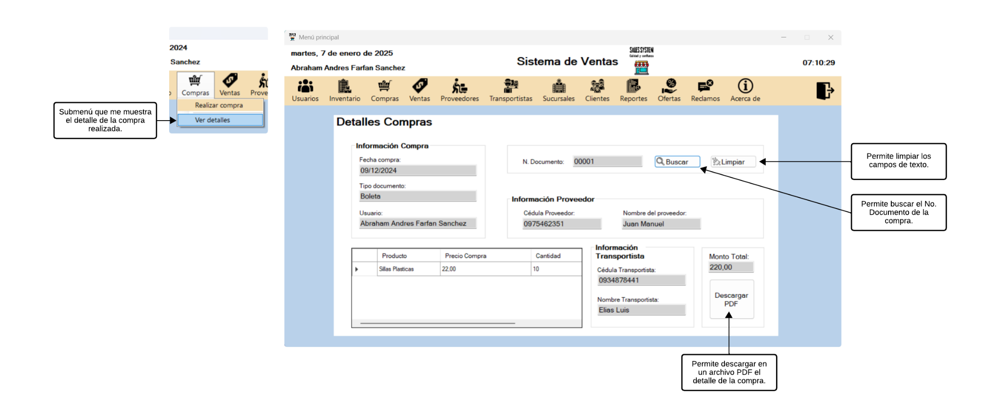 2024
Sanchez
Compras
Ventas
Prove
Realizar compra
Ver detalles
Submenú que me muestra
el detalle de la compra
realizada.
Menú principal
martes, 7 de enero de 2025
Abraham Andres Farfan Sanchez
Sistema de Ventas
SALES SYSTEM
Calidad y confianza
07:10:29
Usuarios
Inventario
Compras
Ventas
Proveedores
Transportistas
Sucursales
Clientes
Reportes
Ofertas
Reclamos
Acerca de
Detalles Compras
Información Compra
Fecha compra:
09/12/2024
Tipo documento:
Boleta
Usuario:
Abraham Andres Farfan Sanchez
N. Documento:
00001
Buscar
Limpiar
Información Proveedor
Cédula Proveedor:
0975462351
Nombre del proveedor:
Juan Manuel
Producto
Precio Compra
Cantidad
Sillas Plasticas
22,00
10
Información
Transportista
Cédula Transportista:
0934878441
Nombre Transportista:
Elias Luis
Monto Total:
220,00
Descargar
PDF
Permite limpiar los
campos de texto.
Permite buscar el No.
Documento de la
compra.
Permite descargar en
un archivo PDF el
detalle de la compra.